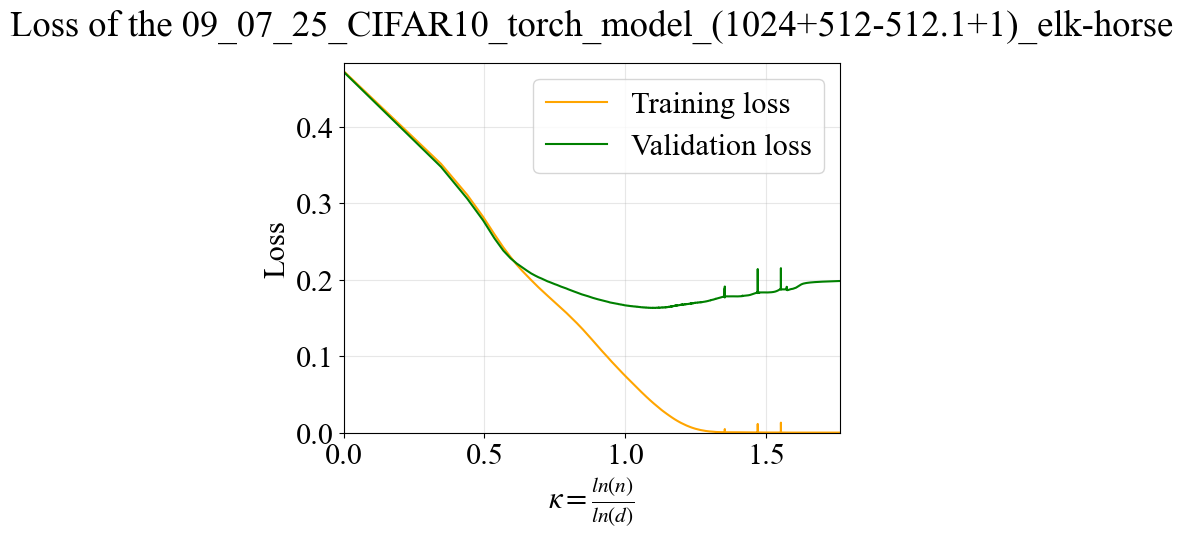 Loss of the 09_07_25_CIFAR10_torch_model_(1024+512-512.1+1)_elk-horse
Training loss
Validation loss
Loss
0.4
0.3
0.2
0.1
0.0
0.0 0.5 1.0 1.5
κ = ln(n)
ln(d)